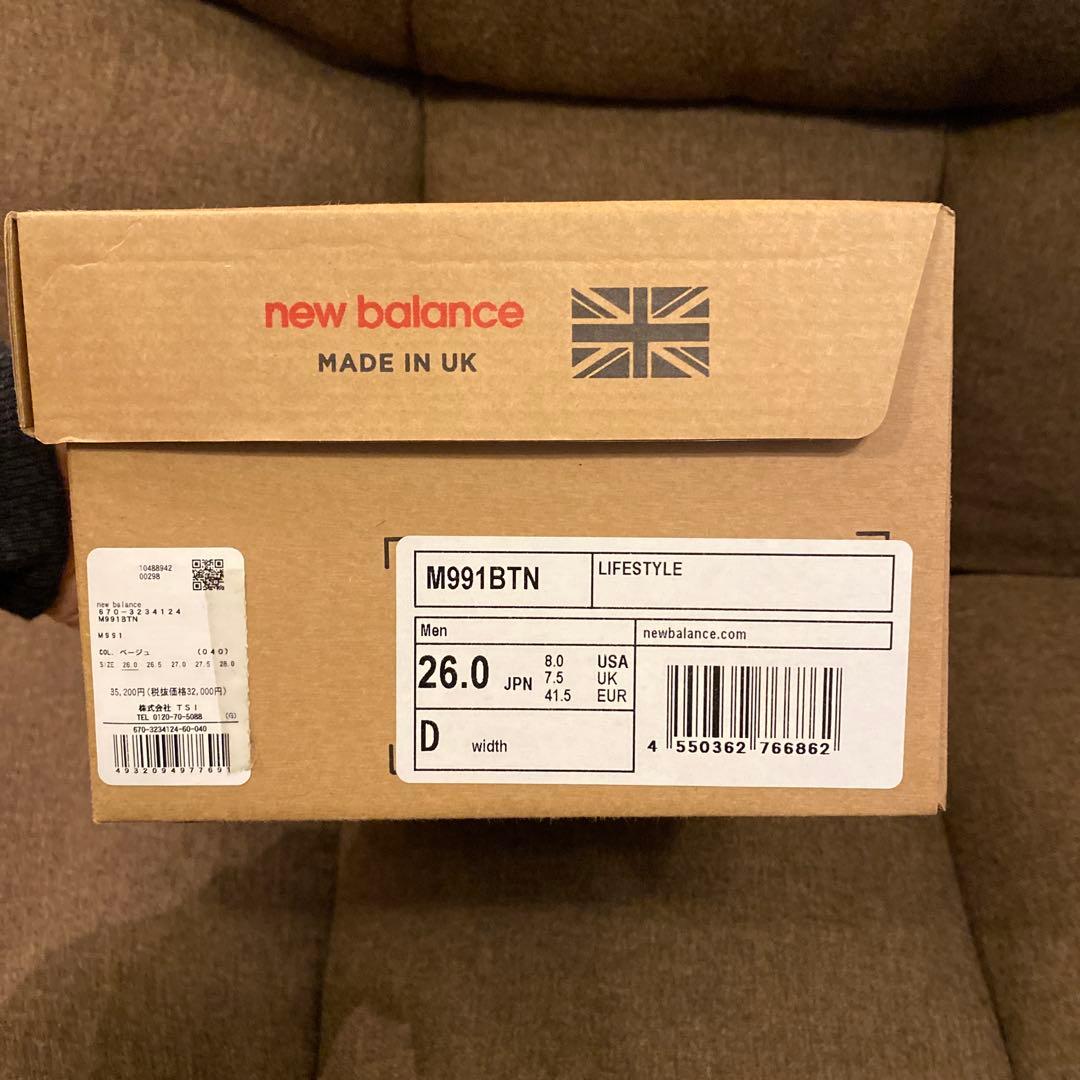 new balance
MADE IN UK
10488942
00298
new balance
670-3234124
M991BTN
M991
COL. ベージュ (040)
SIZE 26.0 26.5 27.0 27.5 28.0
35,200円(税抜価格32,000円)
株式会社 TSI
TEL 0120-70-5088 (G)
670-3234124-60-040
4932094977691
M991BTN
LIFESTYLE
Men
newbalance.com
26.0 JPN
8.0 USA
7.5 UK
41.5 EUR
D width
4 550362 766862